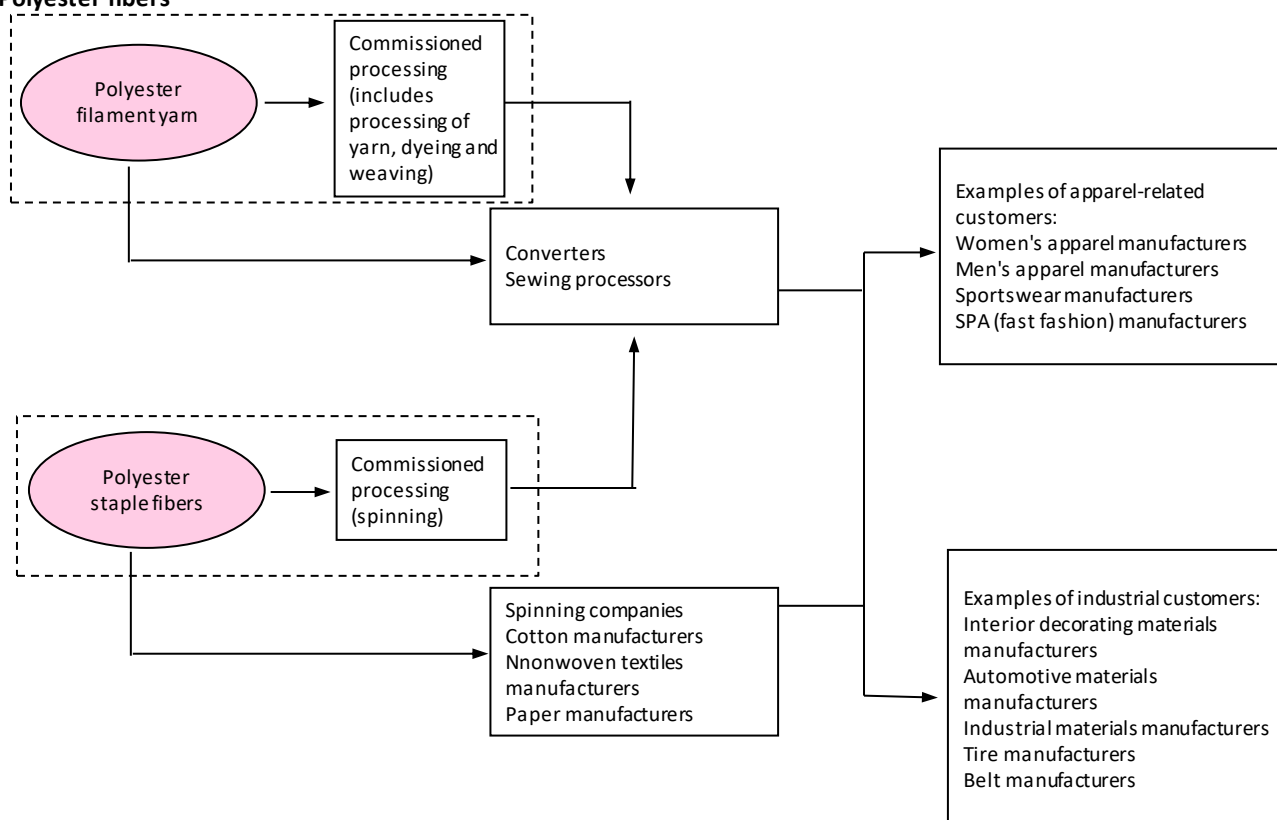 Polyester fibers
Polyester
filament yarn
Commissioned
processing
(includes
processing of
yarn, dyeing and
weaving)
Converters
Sewing processors
Examples of apparel-related
customers:
Women's apparel manufacturers
Men's apparel manufacturers
Sportswear manufacturers
SPA (fast fashion) manufacturers
Polyester
staple fibers
Commissioned
processing
(spinning)
Spinning companies
Cotton manufacturers
Nnonwoven textiles
manufacturers
Paper manufacturers
Examples of industrial customers:
Interior decorating materials
manufacturers
Automotive materials
manufacturers
Industrial materials manufacturers
Tire manufacturers
Belt manufacturers